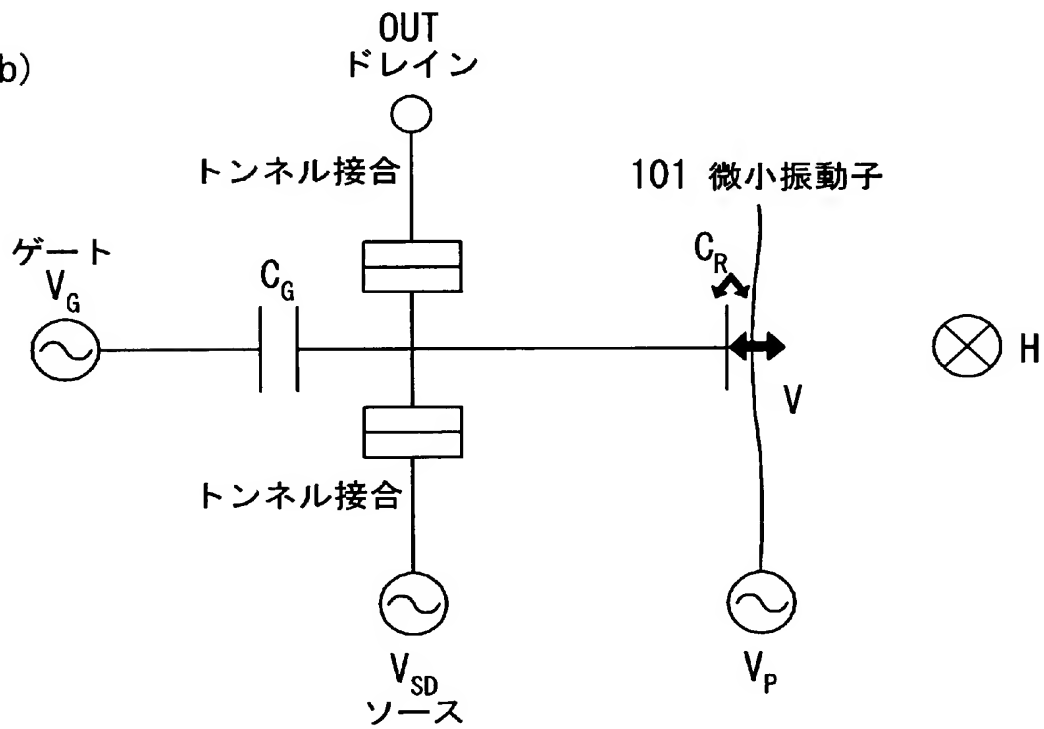 b)
OUT
ドレイン
トンネル接合
101 微小振動子
ゲート
V_G
C_G
C_R
H
V
トンネル接合
V_SD
ソース
V_P